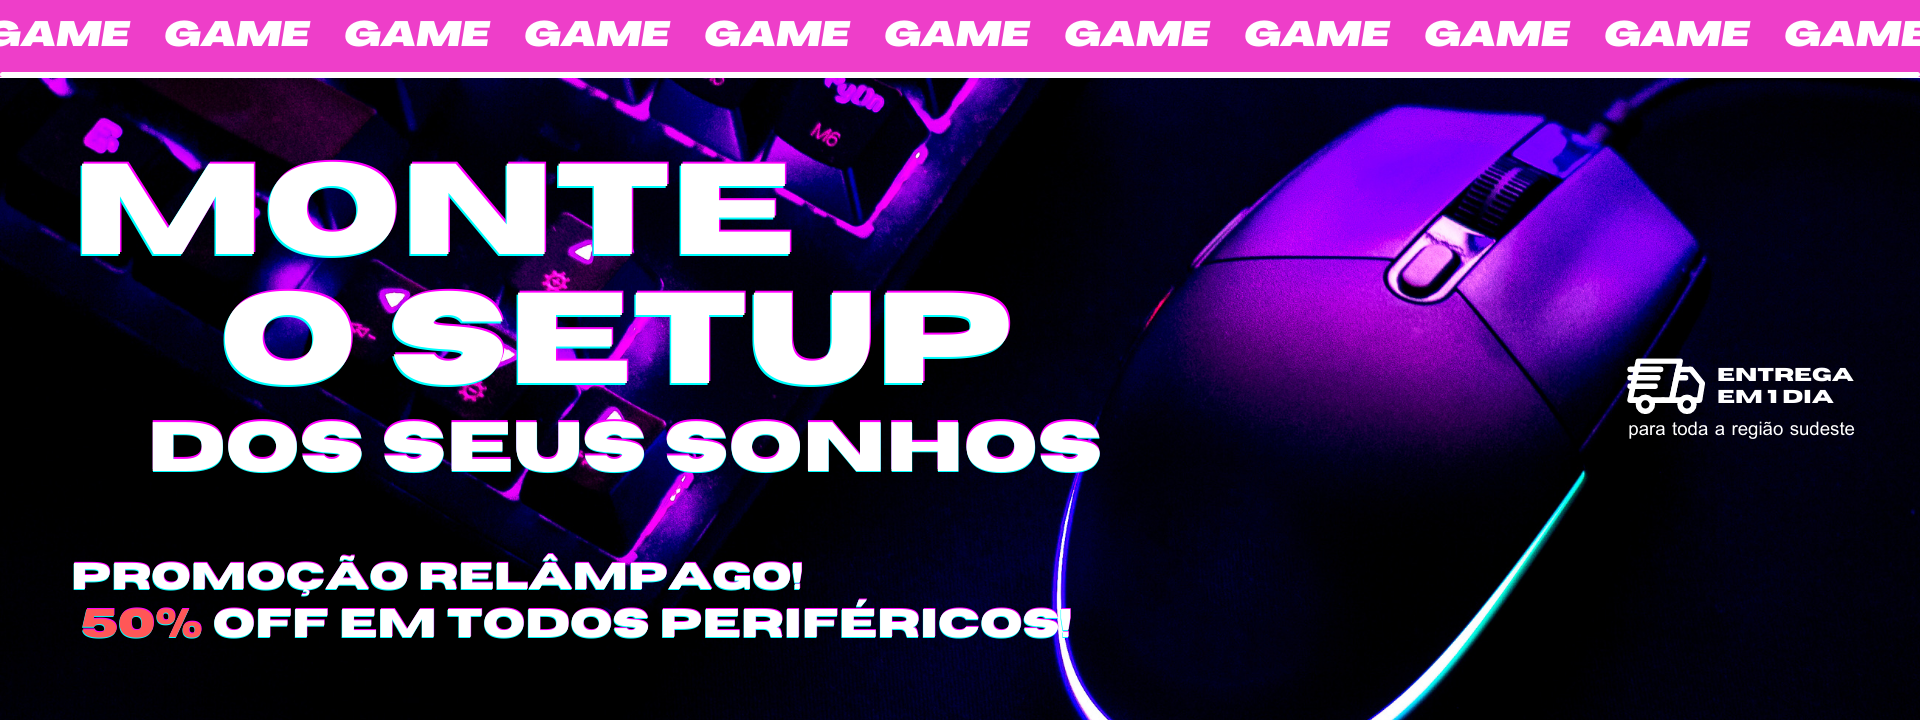 GAME GAME GAME GAME GAME GAME GAME GAME GAME GAME GAME
M6
MONTE
O SETUP
DOS SEUS SONHOS
ENTREGA
EM 1 DIA
para toda a região sudeste
PROMOÇÃO RELÂMPAGO!
50% OFF EM TODOS PERIFÉRICOS!